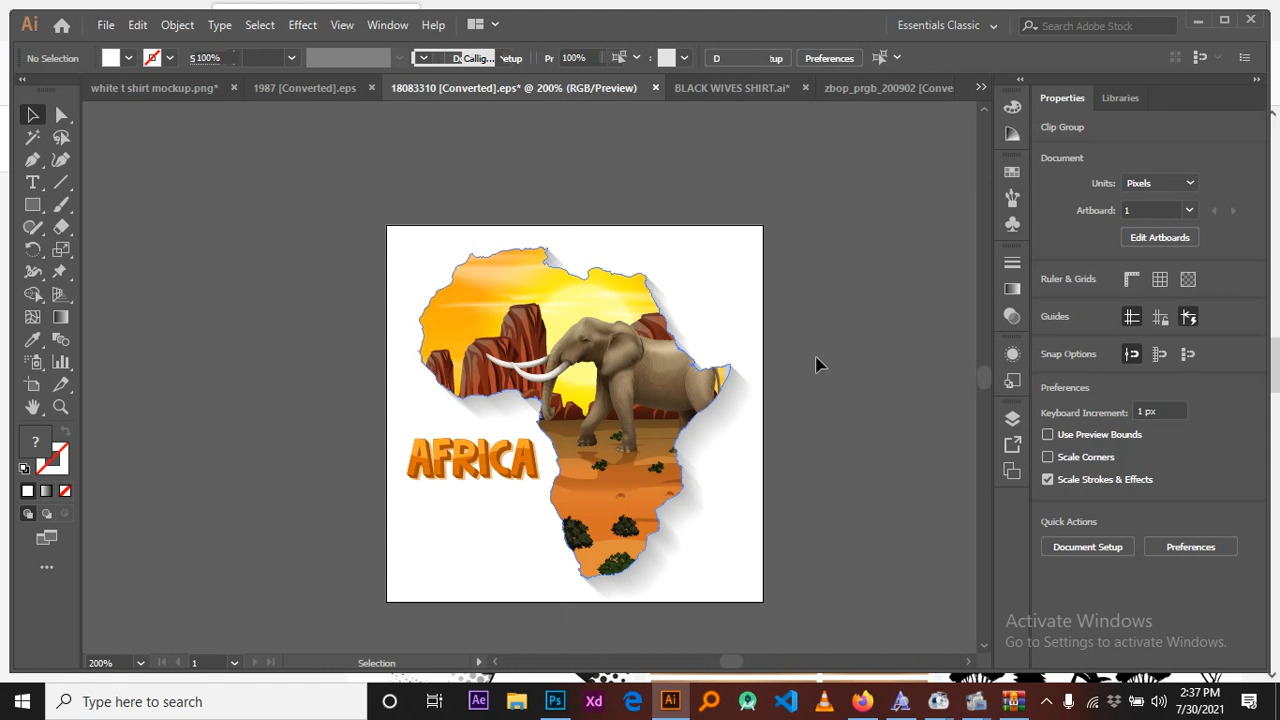 Ai File Edit Object Type Select Effect View Window Help Essentials Classic Search Adobe Stock
No Selection 100% Callig... Pr 100% Preferences
white t shirt mockup.png* × 1987 [Converted].eps × 18083310 [Converted].eps* @ 200% (RGB/Preview) × BLACK WIVES SHIRT.ai* × zbop_prgb_200902 [Conve
Properties Libraries
Clip Group
Document
Units: Pixels
Artboard: 1
Edit Artboards
Ruler & Grids
Guides
Snap Options
Preferences
Keyboard Increment: 1 px
Use Preview Bounds
Scale Corners
Scale Strokes & Effects
Quick Actions
Document Setup Preferences
AFRICA
?
Activate Windows
Go to Settings to activate Windows.
200% 1 Selection
Type here to search Ae Ps Xd Ai 2:37 PM
7/30/2021